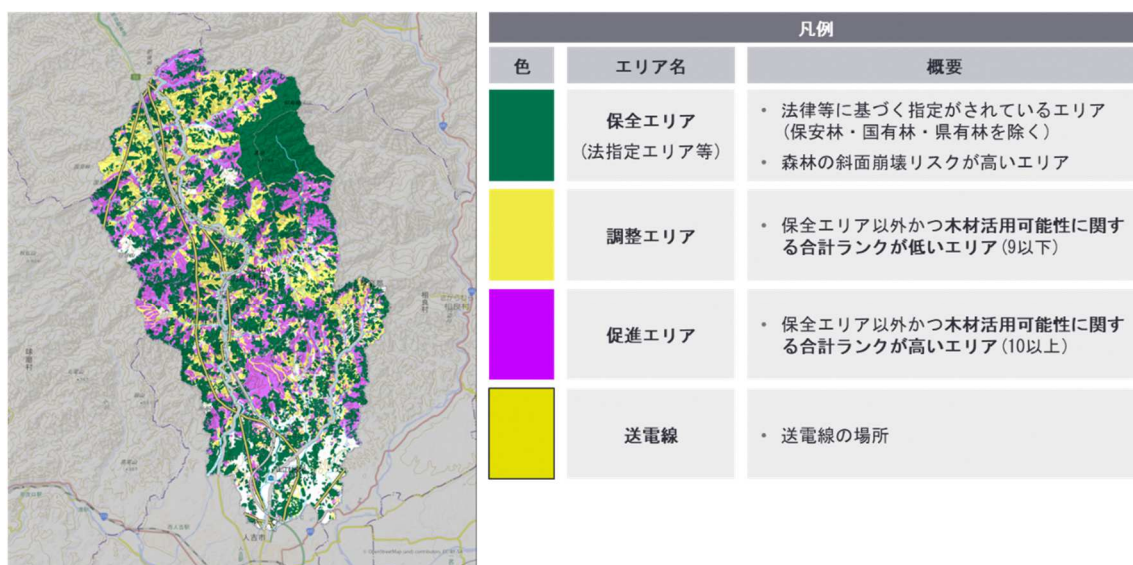 凡例
色
エリア名
概要
保全エリア
(法指定エリア等)
• 法律等に基づく指定がされているエリア
(保安林・国有林・県有林を除く)
• 森林の斜面崩壊リスクが高いエリア
調整エリア
• 保全エリア以外かつ木材活用可能性に関す
る合計ランクが低いエリア(9以下)
促進エリア
• 保全エリア以外かつ木材活用可能性に関す
る合計ランクが高いエリア(10以上)
送電線
• 送電線の場所
相良村
球磨村
人吉市